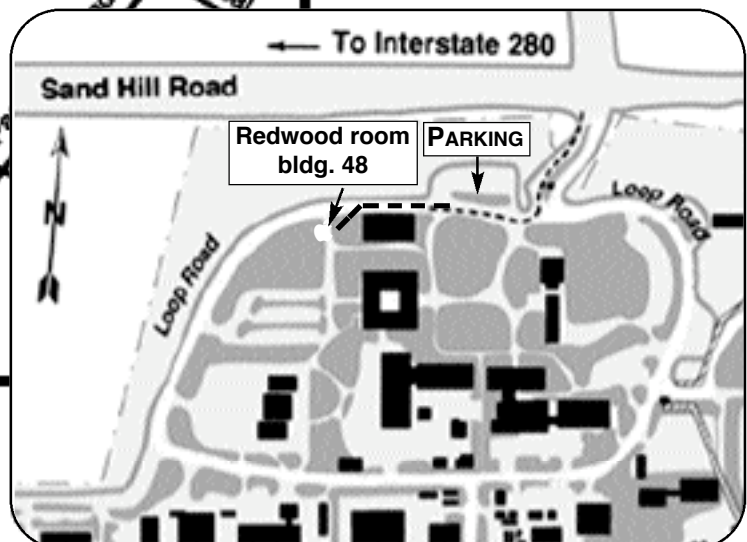 To Interstate 280
Sand Hill Road
Redwood room
bldg. 48
PARKING
Loop Road
N
Loop Road